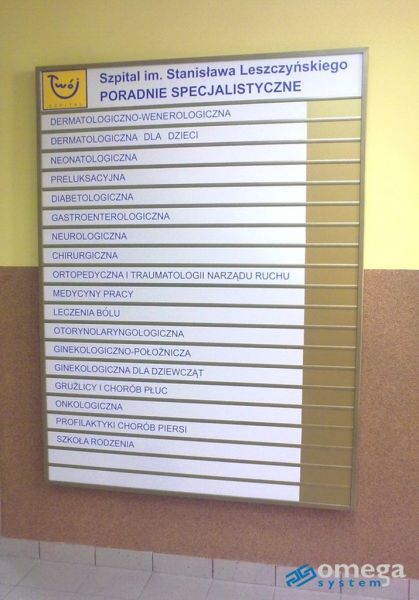 Twój
SZPITAL
Szpital im. Stanisława Leszczyńskiego
PORADNIE SPECJALISTYCZNE
DERMATOLOGICZNO-WENEROLOGICZNA
DERMATOLOGICZNA DLA DZIECI
NEONATOLOGICZNA
PRELUKSACYJNA
DIABETOLOGICZNA
GASTROENTEROLOGICZNA
NEUROLOGICZNA
CHIRURGICZNA
ORTOPEDYCZNA I TRAUMATOLOGII NARZĄDU RUCHU
MEDYCYNY PRACY
LECZENIA BÓLU
OTORYNOLARYNGOLOGICZNA
GINEKOLOGICZNO-POŁOŻNICZA
GINEKOLOGICZNA DLA DZIEWCZĄT
GRUŹLICY I CHORÓB PŁUC
ONKOLOGICZNA
PROFILAKTYKI CHORÓB PIERSI
SZKOŁA RODZENIA
omega
system